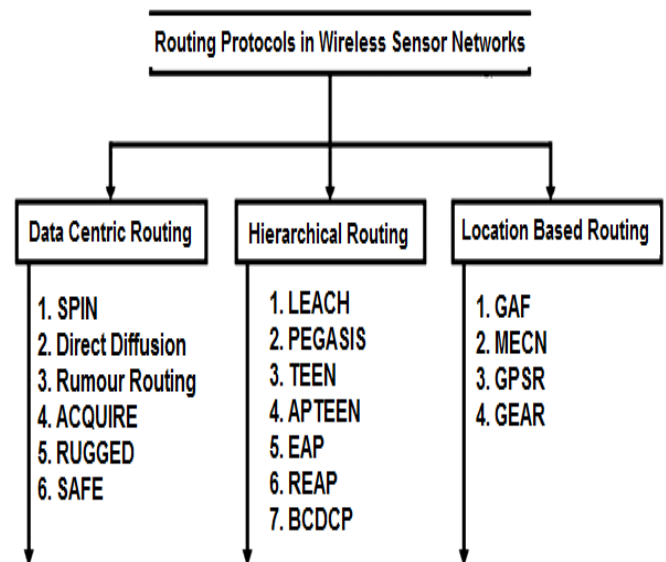 Routing Protocols in Wireless Sensor Networks
Data Centric Routing
1. SPIN
2. Direct Diffusion
3. Rumour Routing
4. ACQUIRE
5. RUGGED
6. SAFE
Hierarchical Routing
1. LEACH
2. PEGASIS
3. TEEN
4. APTEEN
5. EAP
6. REAP
7. BCDCP
Location Based Routing
1. GAF
2. MECN
3. GPSR
4. GEAR